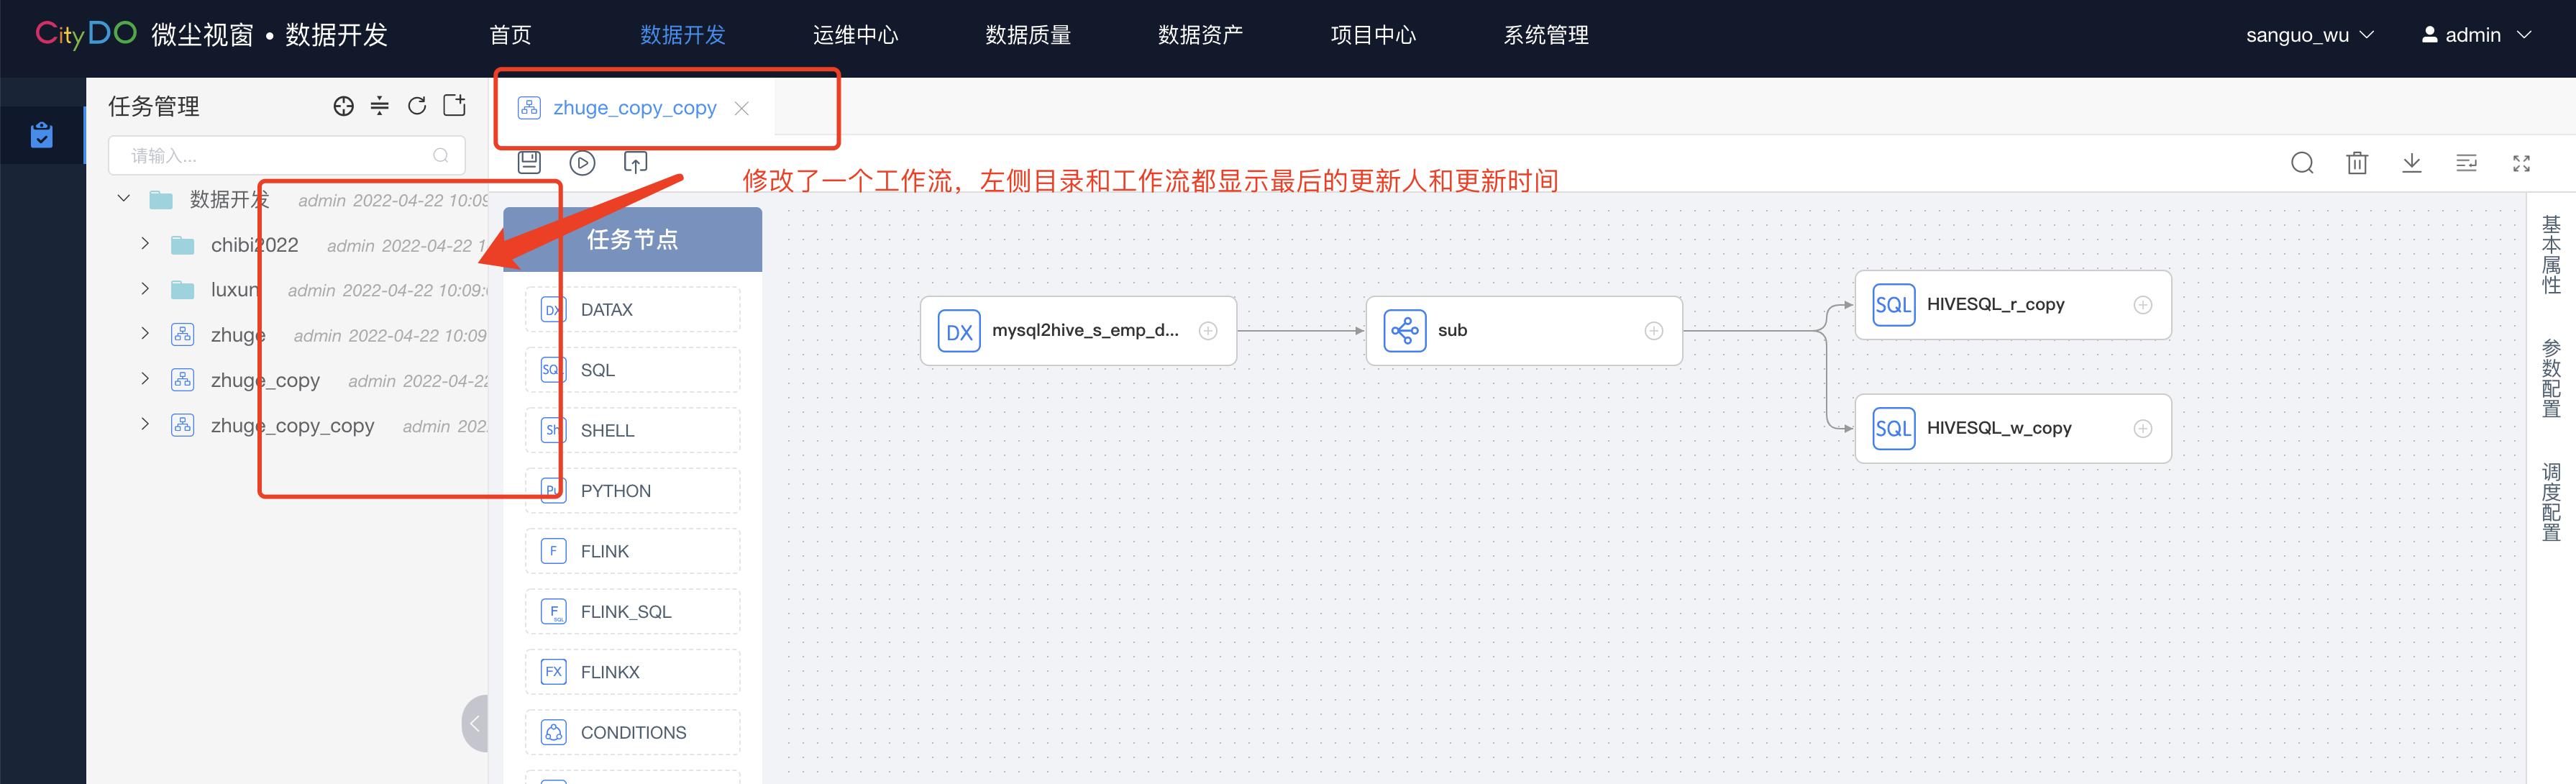 CityDO 微尘视窗 • 数据开发
首页
数据开发
运维中心
数据质量
数据资产
项目中心
系统管理
sanguo_wu
admin
任务管理
请输入...
数据开发 admin 2022-04-22 10:09
chibi2022 admin 2022-04-22 1
luxun admin 2022-04-22 10:09:
zhuge admin 2022-04-22 10:09
zhuge_copy admin 2022-04-22
zhuge_copy_copy admin 202
zhuge_copy_copy
修改了一个工作流，左侧目录和工作流都显示最后的更新人和更新时间
任务节点
DX DATAX
SQL SQL
Sh SHELL
Py PYTHON
F FLINK
F SQL FLINK_SQL
FX FLINKX
CONDITIONS
DX mysql2hive_s_emp_d...
sub
SQL HIVESQL_r_copy
SQL HIVESQL_w_copy
基本属性
参数配置
调度配置